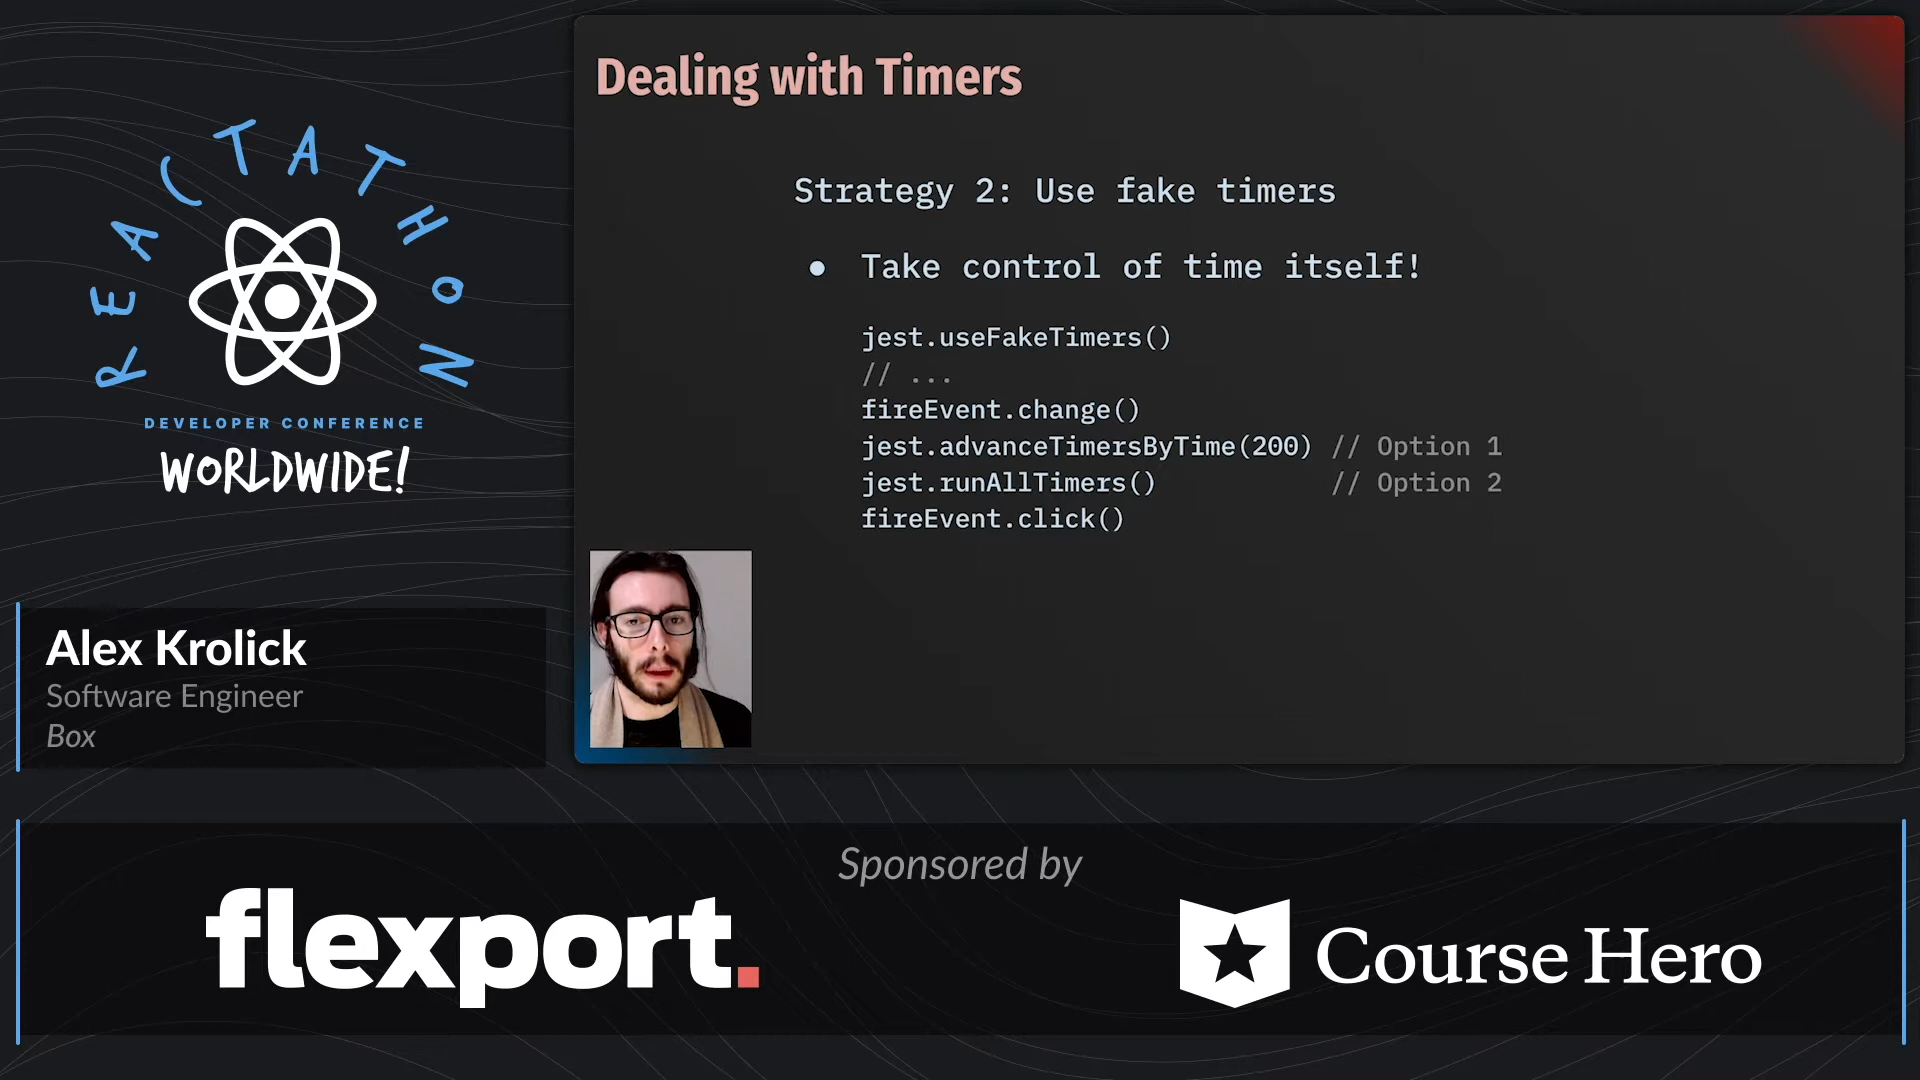 REACTATHON
DEVELOPER CONFERENCE
WORLDWIDE!
Dealing with Timers
Strategy 2: Use fake timers
● Take control of time itself!
jest.useFakeTimers()
// ...
fireEvent.change()
jest.advanceTimersByTime(200) // Option 1
jest.runAllTimers() // Option 2
fireEvent.click()
Alex Krolick
Software Engineer
Box
Sponsored by
flexport.
Course Hero